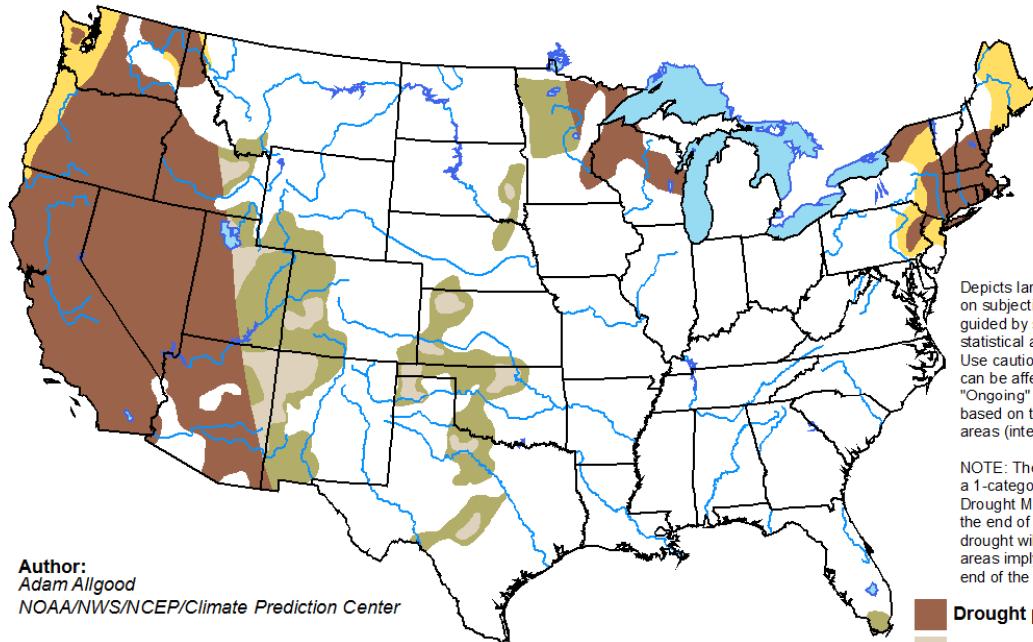 Depicts lar
on subjecti
guided by
statistical a
Use cautio
can be affe
"Ongoing"
based on t
areas (inte
NOTE: The
a 1-catego
Drought M
the end of
drought wil
areas impl
end of the
Author:
Adam Allgood
NOAA/NWS/NCEP/Climate Prediction Center
Drought p